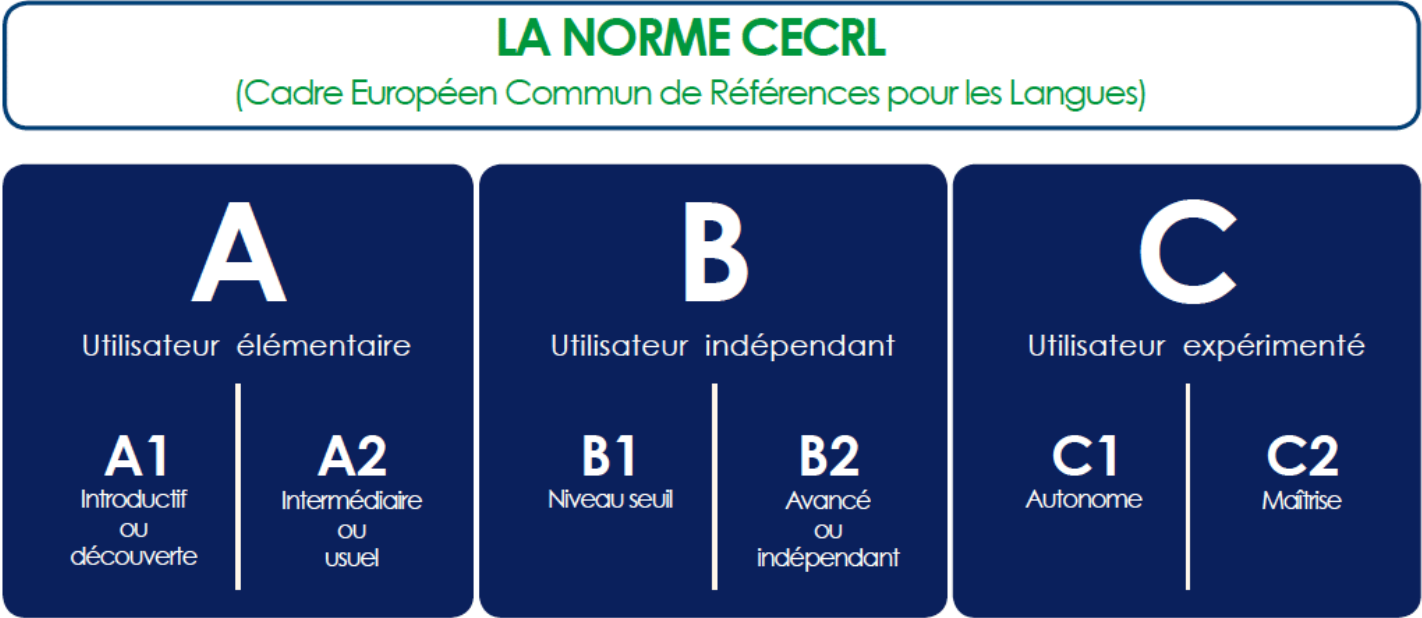 LA NORME CECRL
(Cadre Européen Commun de Références pour les Langues)
A
Utilisateur élémentaire
A1
Introductif
ou
découverte
A2
Intermédiaire
ou
usuel
B
Utilisateur indépendant
B1
Niveau seuil
B2
Avancé
ou
indépendant
C
Utilisateur expérimenté
C1
Autonome
C2
Maîtrise